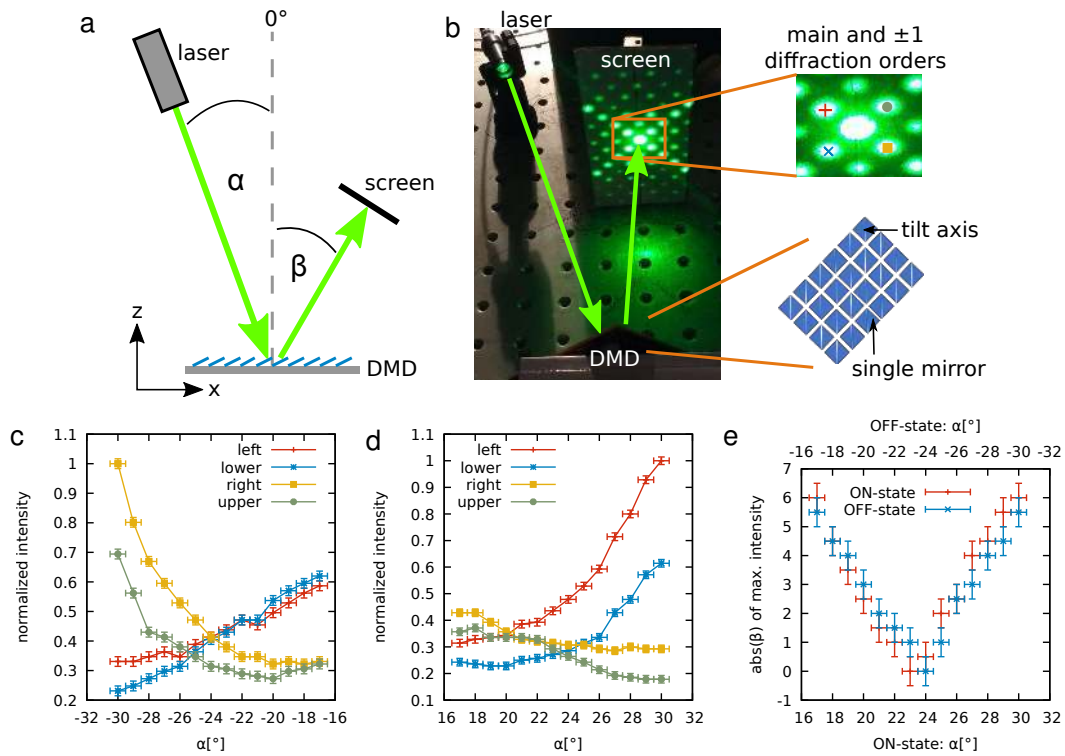 a
0°
laser
α
screen
β
z
x
DMD
b
laser
screen
DMD
main and ±1
diffraction orders
tilt axis
single mirror
c
normalized intensity
1.1
1
0.9
0.8
0.7
0.6
0.5
0.4
0.3
0.2
left
lower
right
upper
-30 -28 -26 -24 -22 -20 -18 -16
α[°]
d
normalized intensity
1.1
1
0.9
0.8
0.7
0.6
0.5
0.4
0.3
0.2
0.1
left
lower
right
upper
16 18 20 22 24 26 28 30
α[°]
e
OFF-state: α[°]
-16 -18 -20 -22 -24 -26 -28 -30 -32
abs(β) of max. intensity
7
6
5
4
3
2
1
0
-1
ON-state
OFF-state
16 18 20 22 24 26 28 30 32
ON-state: α[°]